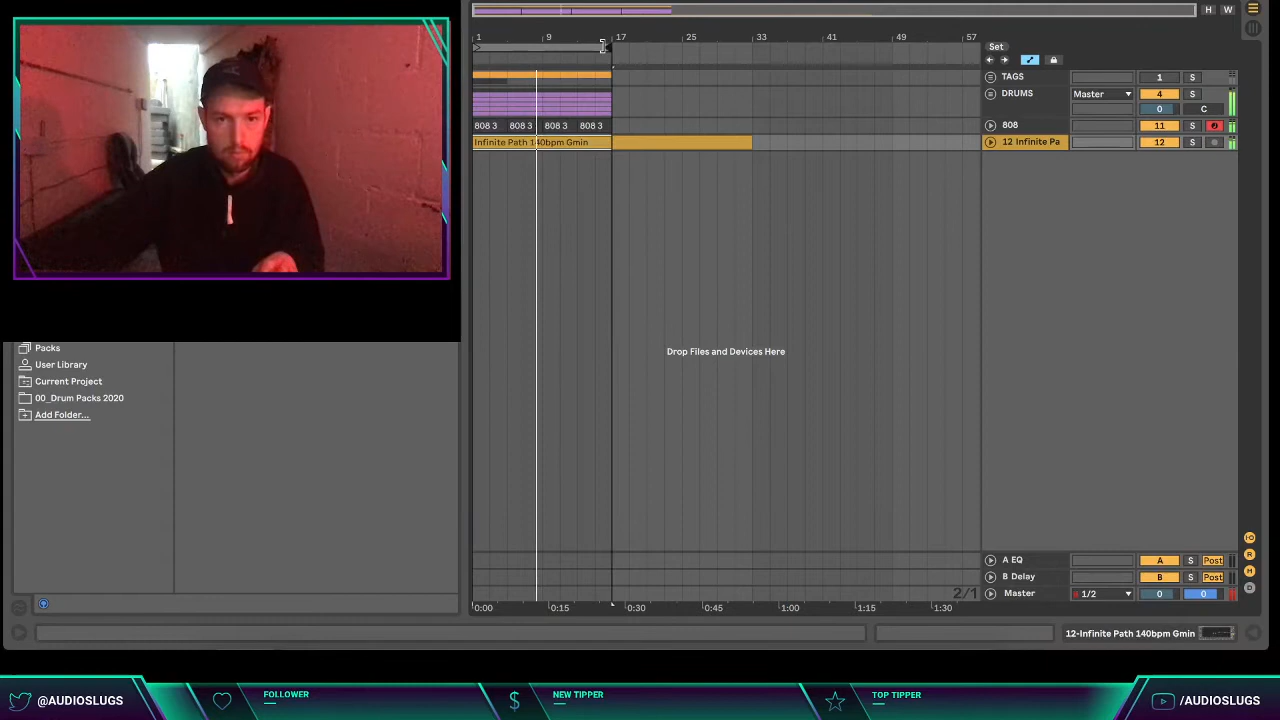 H W
1 9 17 25 33 41 49 57
Set
TAGS 1 S
DRUMS Master 4 S
0 C
808 3 808 3 808 3 808 3
808 11 S
Infinite Path 140bpm Gmin
12 Infinite Pa 12 S
Packs
User Library
Current Project
00_Drum Packs 2020
Add Folder...
Drop Files and Devices Here
A EQ A S Post
B Delay B S Post
2/1
Master 1/2 0 0
0:00 0:15 0:30 0:45 1:00 1:15 1:30
12-Infinite Path 140bpm Gmin
@AUDIOSLUGS
FOLLOWER
NEW TIPPER
TOP TIPPER
/AUDIOSLUGS